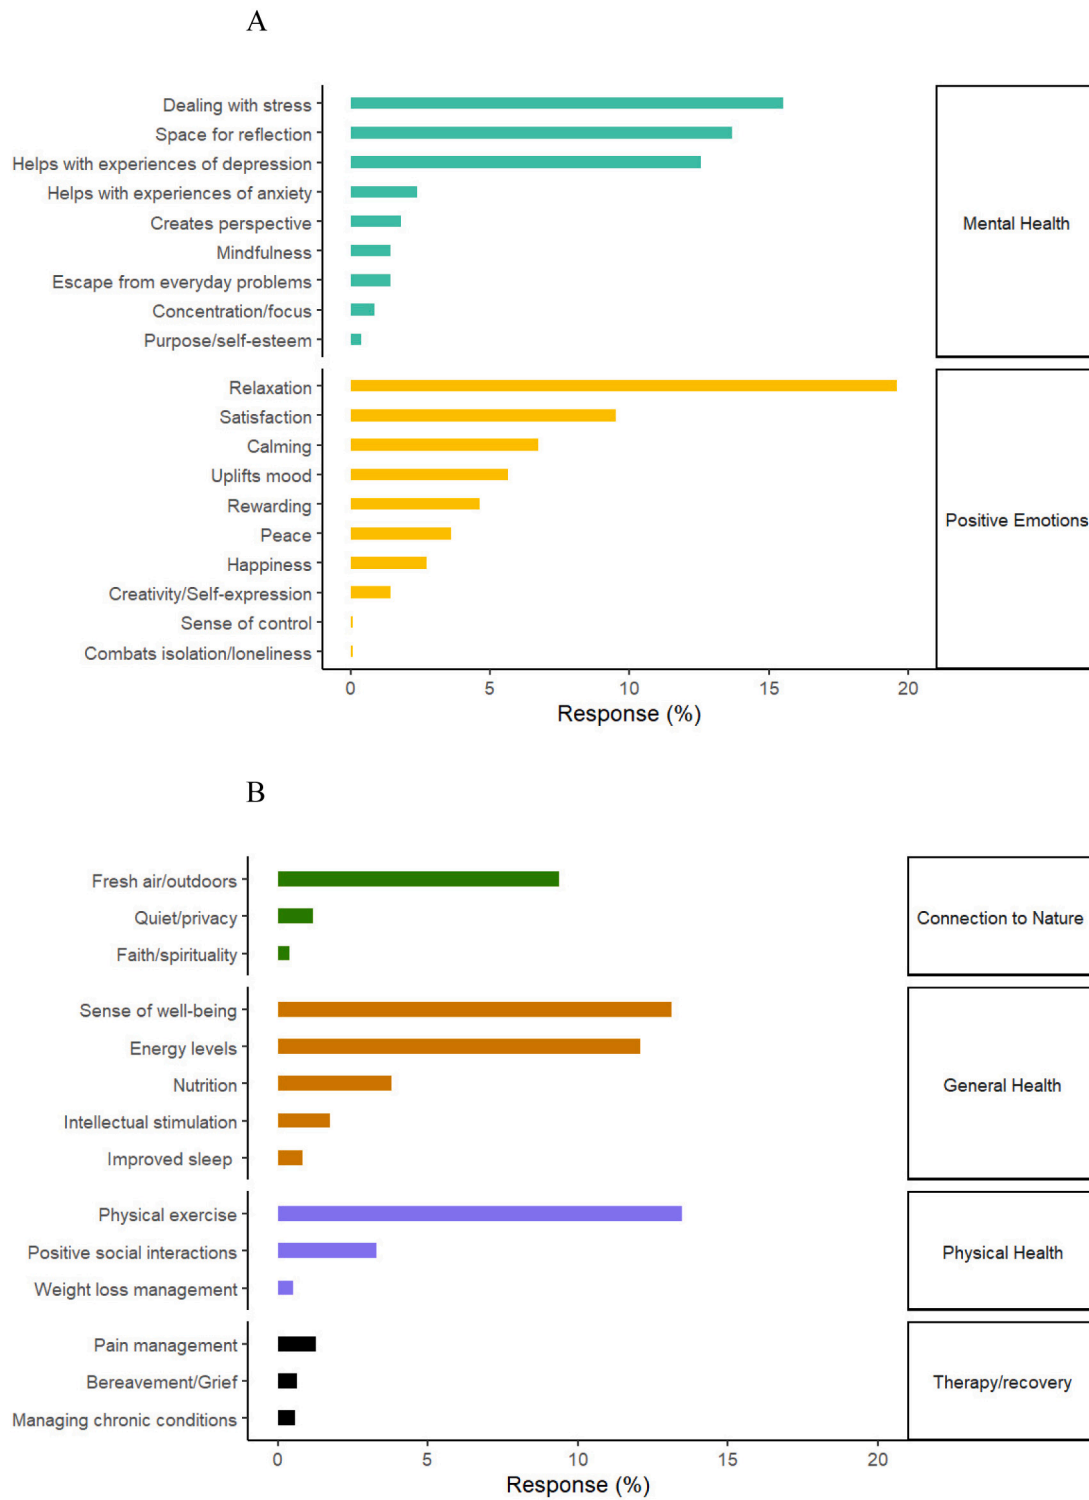 A
Dealing with stress
Space for reflection
Helps with experiences of depression
Helps with experiences of anxiety
Creates perspective
Mindfulness
Escape from everyday problems
Concentration/focus
Purpose/self-esteem
Mental Health
Relaxation
Satisfaction
Calming
Uplifts mood
Rewarding
Peace
Happiness
Creativity/Self-expression
Sense of control
Combats isolation/loneliness
Positive Emotions
0 5 10 15 20
Response (%)
B
Fresh air/outdoors
Quiet/privacy
Faith/spirituality
Connection to Nature
Sense of well-being
Energy levels
Nutrition
Intellectual stimulation
Improved sleep
General Health
Physical exercise
Positive social interactions
Weight loss management
Physical Health
Pain management
Bereavement/Grief
Managing chronic conditions
Therapy/recovery
0 5 10 15 20
Response (%)